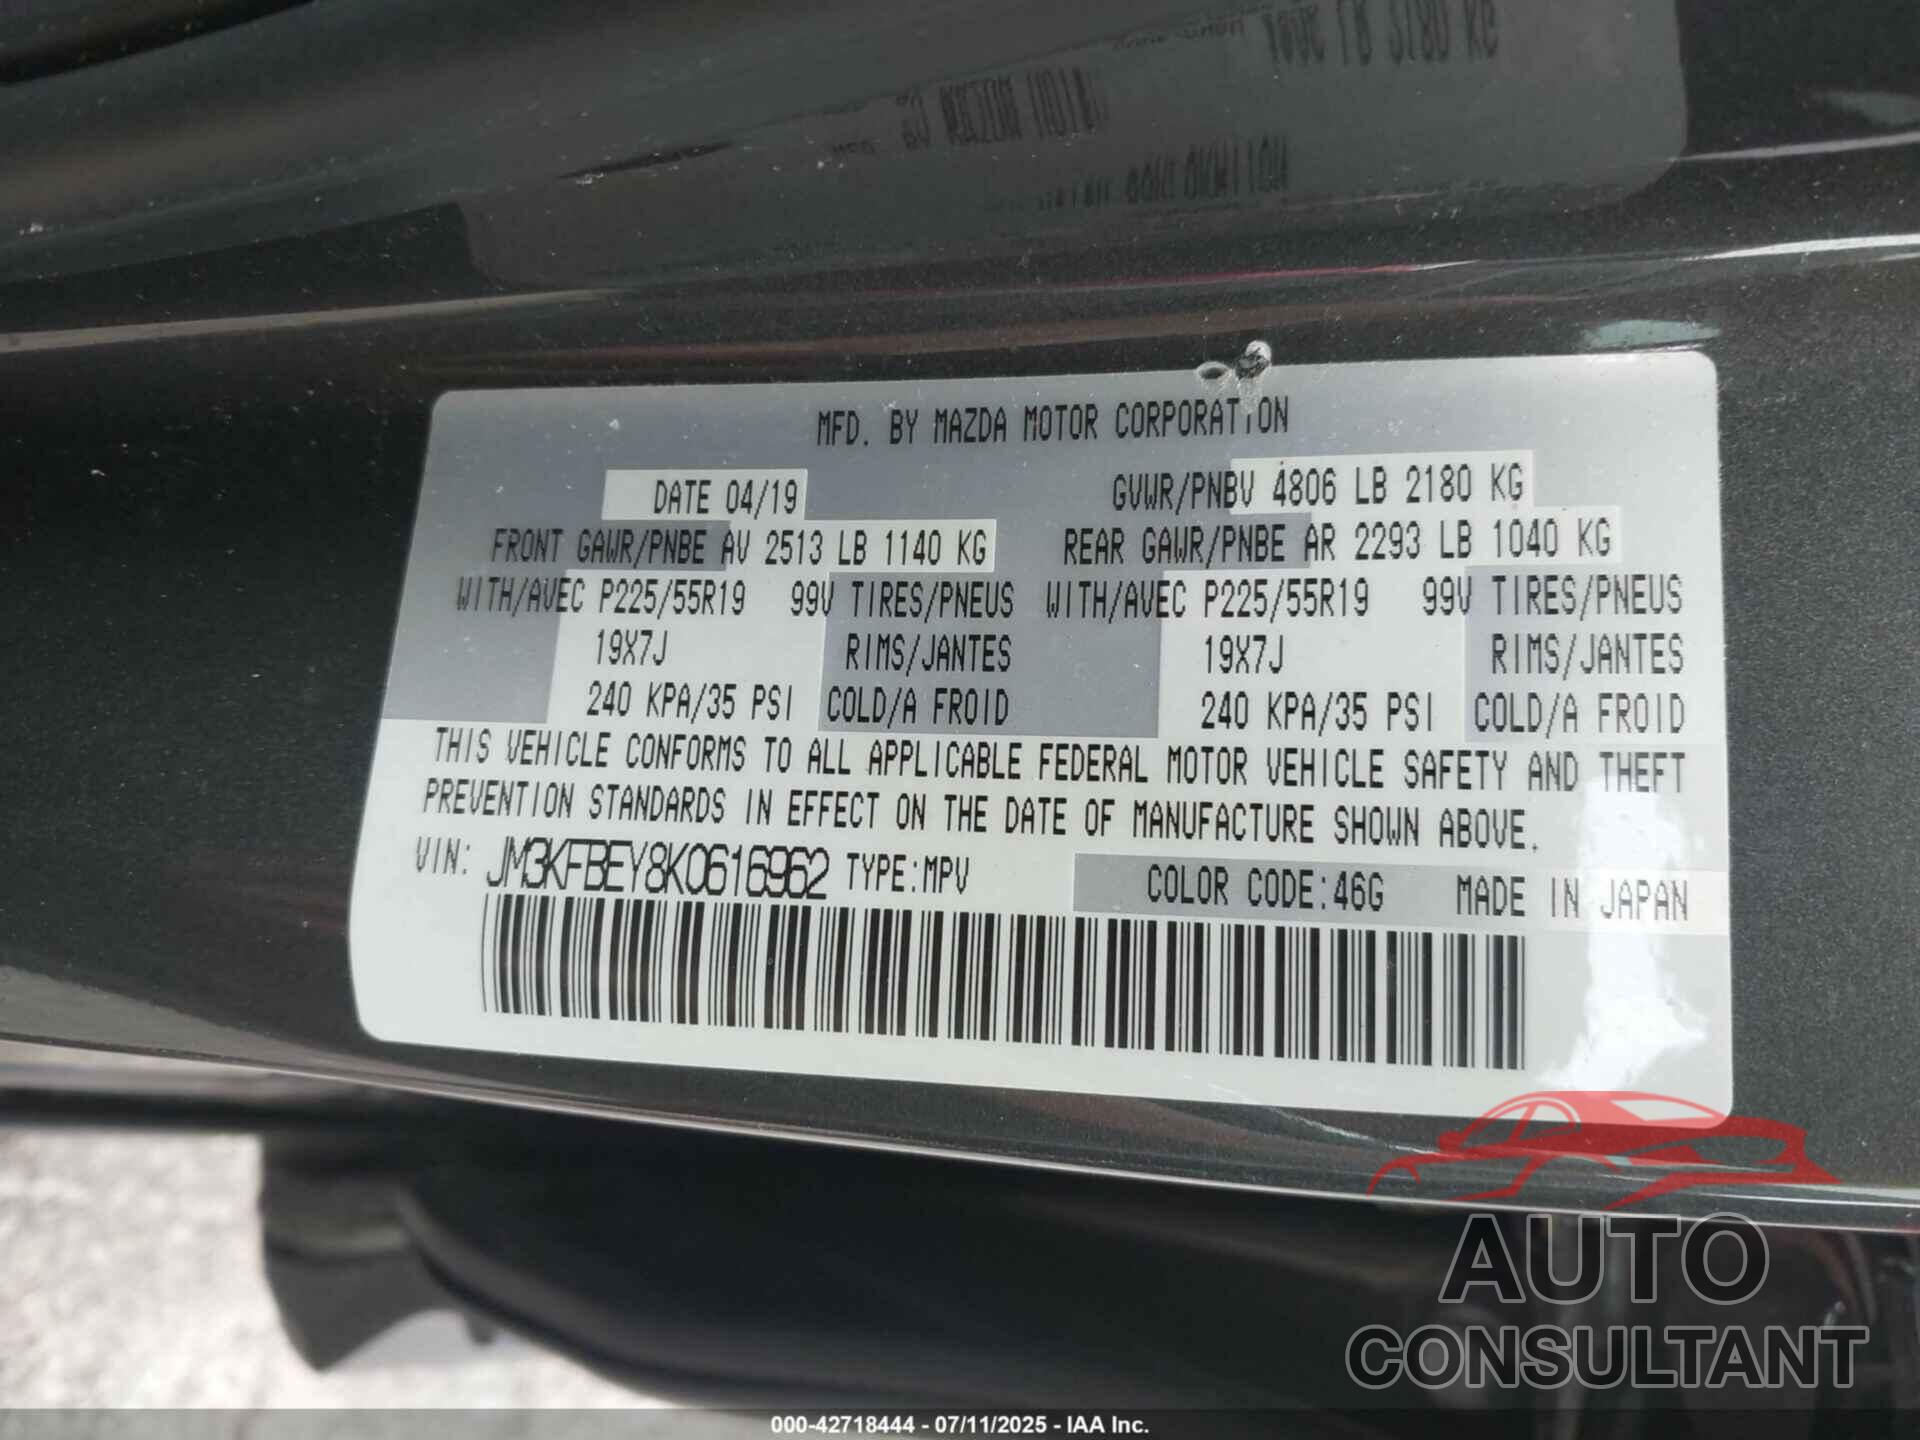 MFD. BY MAZDA MOTOR CORPORATION
DATE 04/19 GVWR/PNBV 4806 LB 2180 KG
FRONT GAWR/PNBE AV 2513 LB 1140 KG REAR GAWR/PNBE AR 2293 LB 1040 KG
WITH/AVEC P225/55R19 99V TIRES/PNEUS WITH/AVEC P225/55R19 99V TIRES/PNEUS
19X7J RIMS/JANTES 19X7J RIMS/JANTES
240 KPA/35 PSI COLD/A FROID 240 KPA/35 PSI COLD/A FROID
THIS VEHICLE CONFORMS TO ALL APPLICABLE FEDERAL MOTOR VEHICLE SAFETY AND THEFT
PREVENTION STANDARDS IN EFFECT ON THE DATE OF MANUFACTURE SHOWN ABOVE.
VIN: JM3KFBEY8K0616962 TYPE:MPV COLOR CODE:46G MADE IN JAPAN
AUTO
CONSULTANT
000-42718444 - 07/11/2025 - IAA Inc.